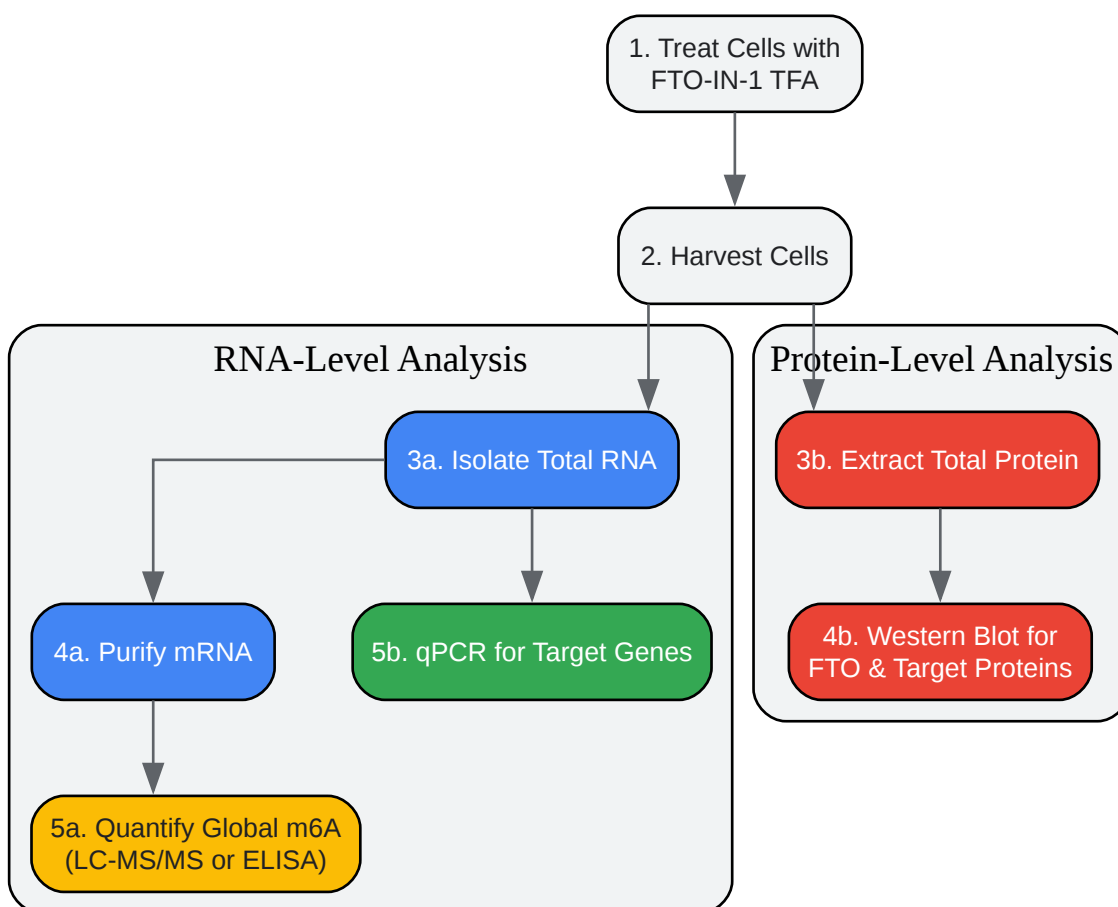 1. Treat Cells with
FTO-IN-1 TFA
2. Harvest Cells
RNA-Level Analysis
Protein-Level Analysis
3a. Isolate Total RNA
3b. Extract Total Protein
4a. Purify mRNA
5b. qPCR for Target Genes
4b. Western Blot for
FTO & Target Proteins
5a. Quantify Global m6A
(LC-MS/MS or ELISA)